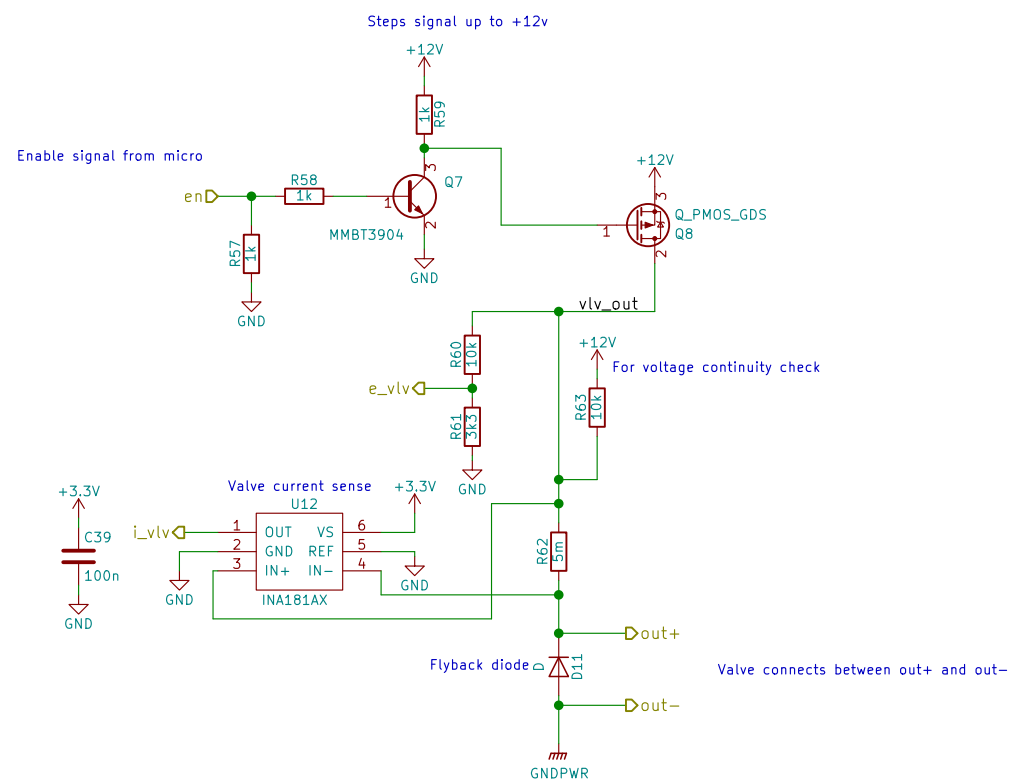 Steps signal up to +12v
+12V
1k
R59
Enable signal from micro
en
R58
1k
1
3
2
Q7
MMBT3904
GND
R57
1k
GND
+12V
3
Q_PMOS_GDS
Q8
1
2
vlv_out
R60
10k
e_vlv
R61
3k3
GND
+12V
For voltage continuity check
R63
10k
Valve current sense
+3.3V
U12
i_vlv
1 OUT VS 6
2 GND REF 5
3 IN+ IN- 4
INA181AX
GND
GND
+3.3V
C39
100n
GND
R62
5m
out+
Flyback diode
D
D11
Valve connects between out+ and out-
out-
GNDPWR